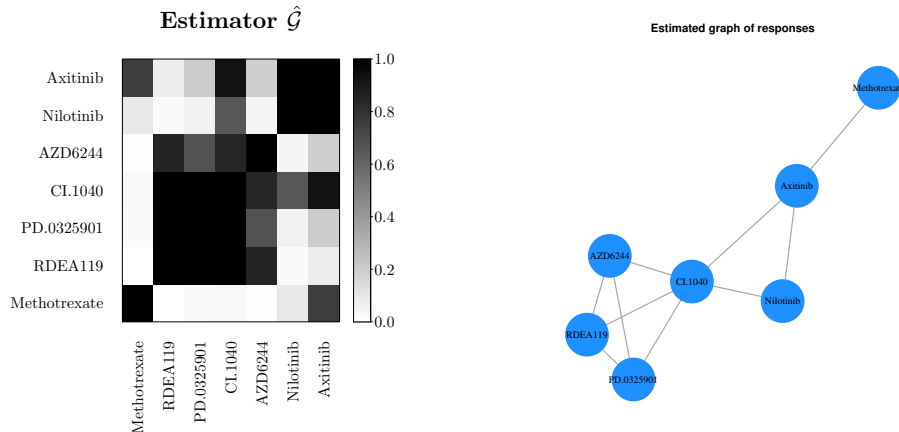 Estimator Ĝ
Axitinib
Nilotinib
AZD6244
CI.1040
PD.0325901
RDEA119
Methotrexate
1.0
0.8
0.6
0.4
0.2
0.0
Methotrexate
RDEA119
PD.0325901
CI.1040
AZD6244
Nilotinib
Axitinib
Estimated graph of responses
Methotrexate
Axitinib
AZD6244
CI.1040
Nilotinib
RDEA119
PD.0325901